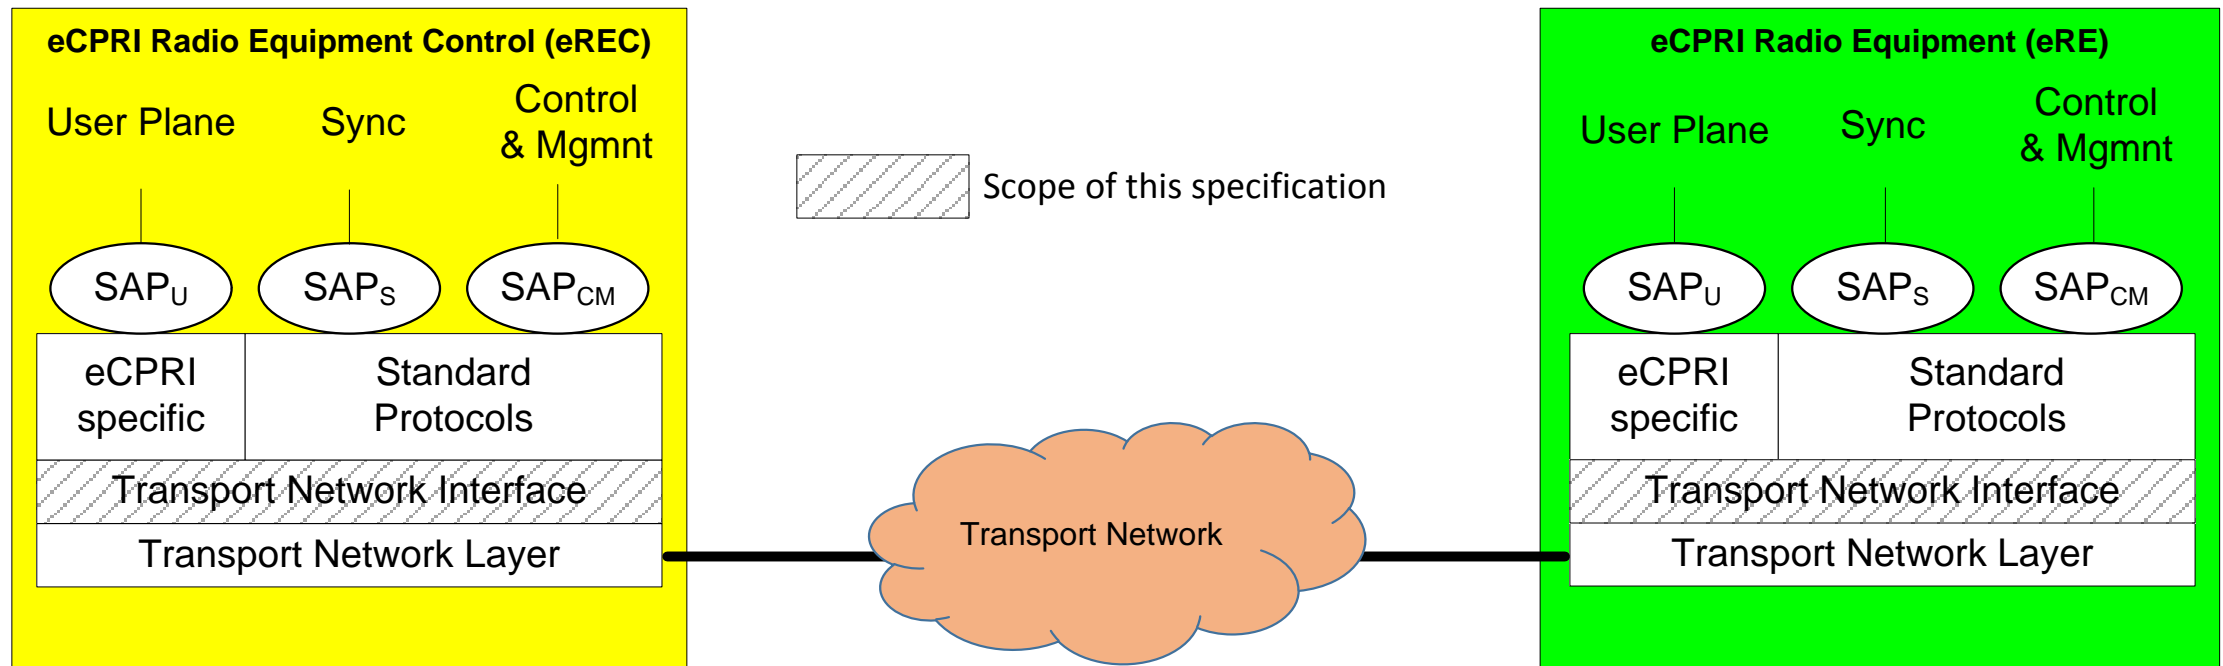 eCPRI Radio Equipment Control (eREC)
User Plane
Sync
Control
& Mgmnt
SAPU
SAPS
SAPCM
eCPRI
specific
Standard
Protocols
Transport Network Interface
Transport Network Layer
Scope of this specification
Transport Network
eCPRI Radio Equipment (eRE)
User Plane
Sync
Control
& Mgmnt
SAPU
SAPS
SAPCM
eCPRI
specific
Standard
Protocols
Transport Network Interface
Transport Network Layer